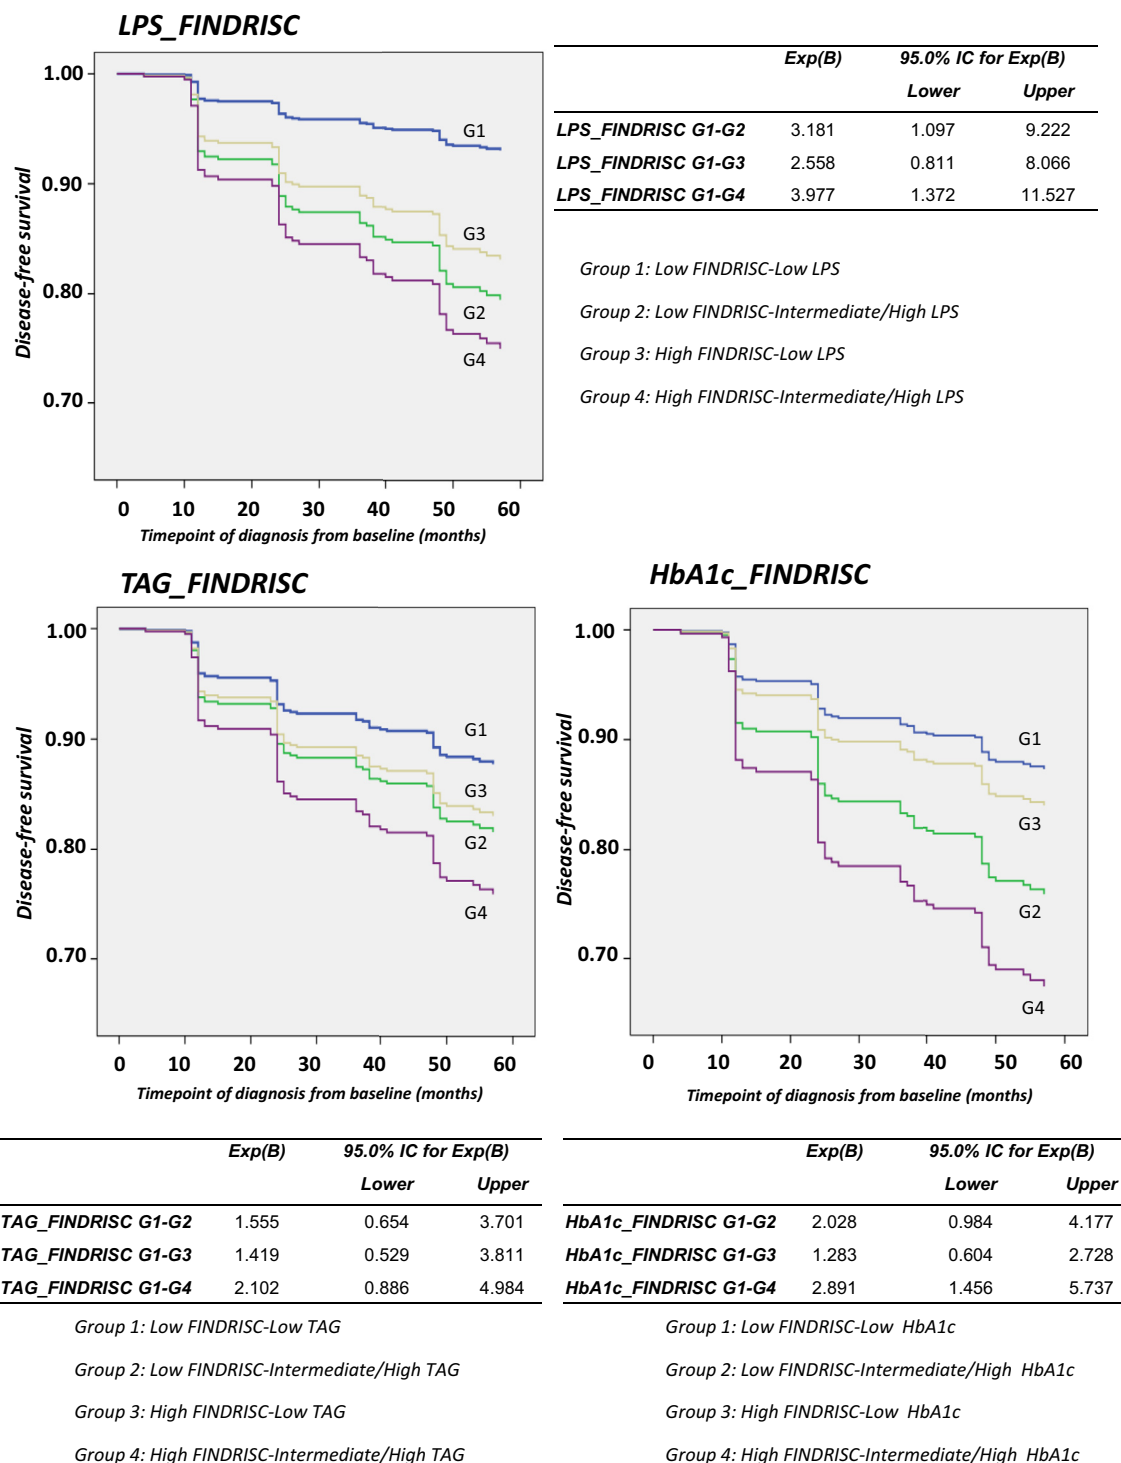 LPS_FINDRISC
Exp(B) 95.0% IC for Exp(B)
Lower Upper
LPS_FINDRISC G1-G2 3.181 1.097 9.222
LPS_FINDRISC G1-G3 2.558 0.811 8.066
LPS_FINDRISC G1-G4 3.977 1.372 11.527
Group 1: Low FINDRISC-Low LPS
Group 2: Low FINDRISC-Intermediate/High LPS
Group 3: High FINDRISC-Low LPS
Group 4: High FINDRISC-Intermediate/High LPS
Disease-free survival
1.00
0.90
0.80
0.70
G1
G3
G2
G4
0 10 20 30 40 50 60
Timepoint of diagnosis from baseline (months)
TAG_FINDRISC
Disease-free survival
1.00
0.90
0.80
0.70
G1
G3
G2
G4
0 10 20 30 40 50 60
Timepoint of diagnosis from baseline (months)
HbA1c_FINDRISC
Disease-free survival
1.00
0.90
0.80
0.70
G1
G3
G2
G4
0 10 20 30 40 50 60
Timepoint of diagnosis from baseline (months)
Exp(B) 95.0% IC for Exp(B)
Lower Upper
TAG_FINDRISC G1-G2 1.555 0.654 3.701
TAG_FINDRISC G1-G3 1.419 0.529 3.811
TAG_FINDRISC G1-G4 2.102 0.886 4.984
Group 1: Low FINDRISC-Low TAG
Group 2: Low FINDRISC-Intermediate/High TAG
Group 3: High FINDRISC-Low TAG
Group 4: High FINDRISC-Intermediate/High TAG
Exp(B) 95.0% IC for Exp(B)
Lower Upper
HbA1c_FINDRISC G1-G2 2.028 0.984 4.177
HbA1c_FINDRISC G1-G3 1.283 0.604 2.728
HbA1c_FINDRISC G1-G4 2.891 1.456 5.737
Group 1: Low FINDRISC-Low HbA1c
Group 2: Low FINDRISC-Intermediate/High HbA1c
Group 3: High FINDRISC-Low HbA1c
Group 4: High FINDRISC-Intermediate/High HbA1c